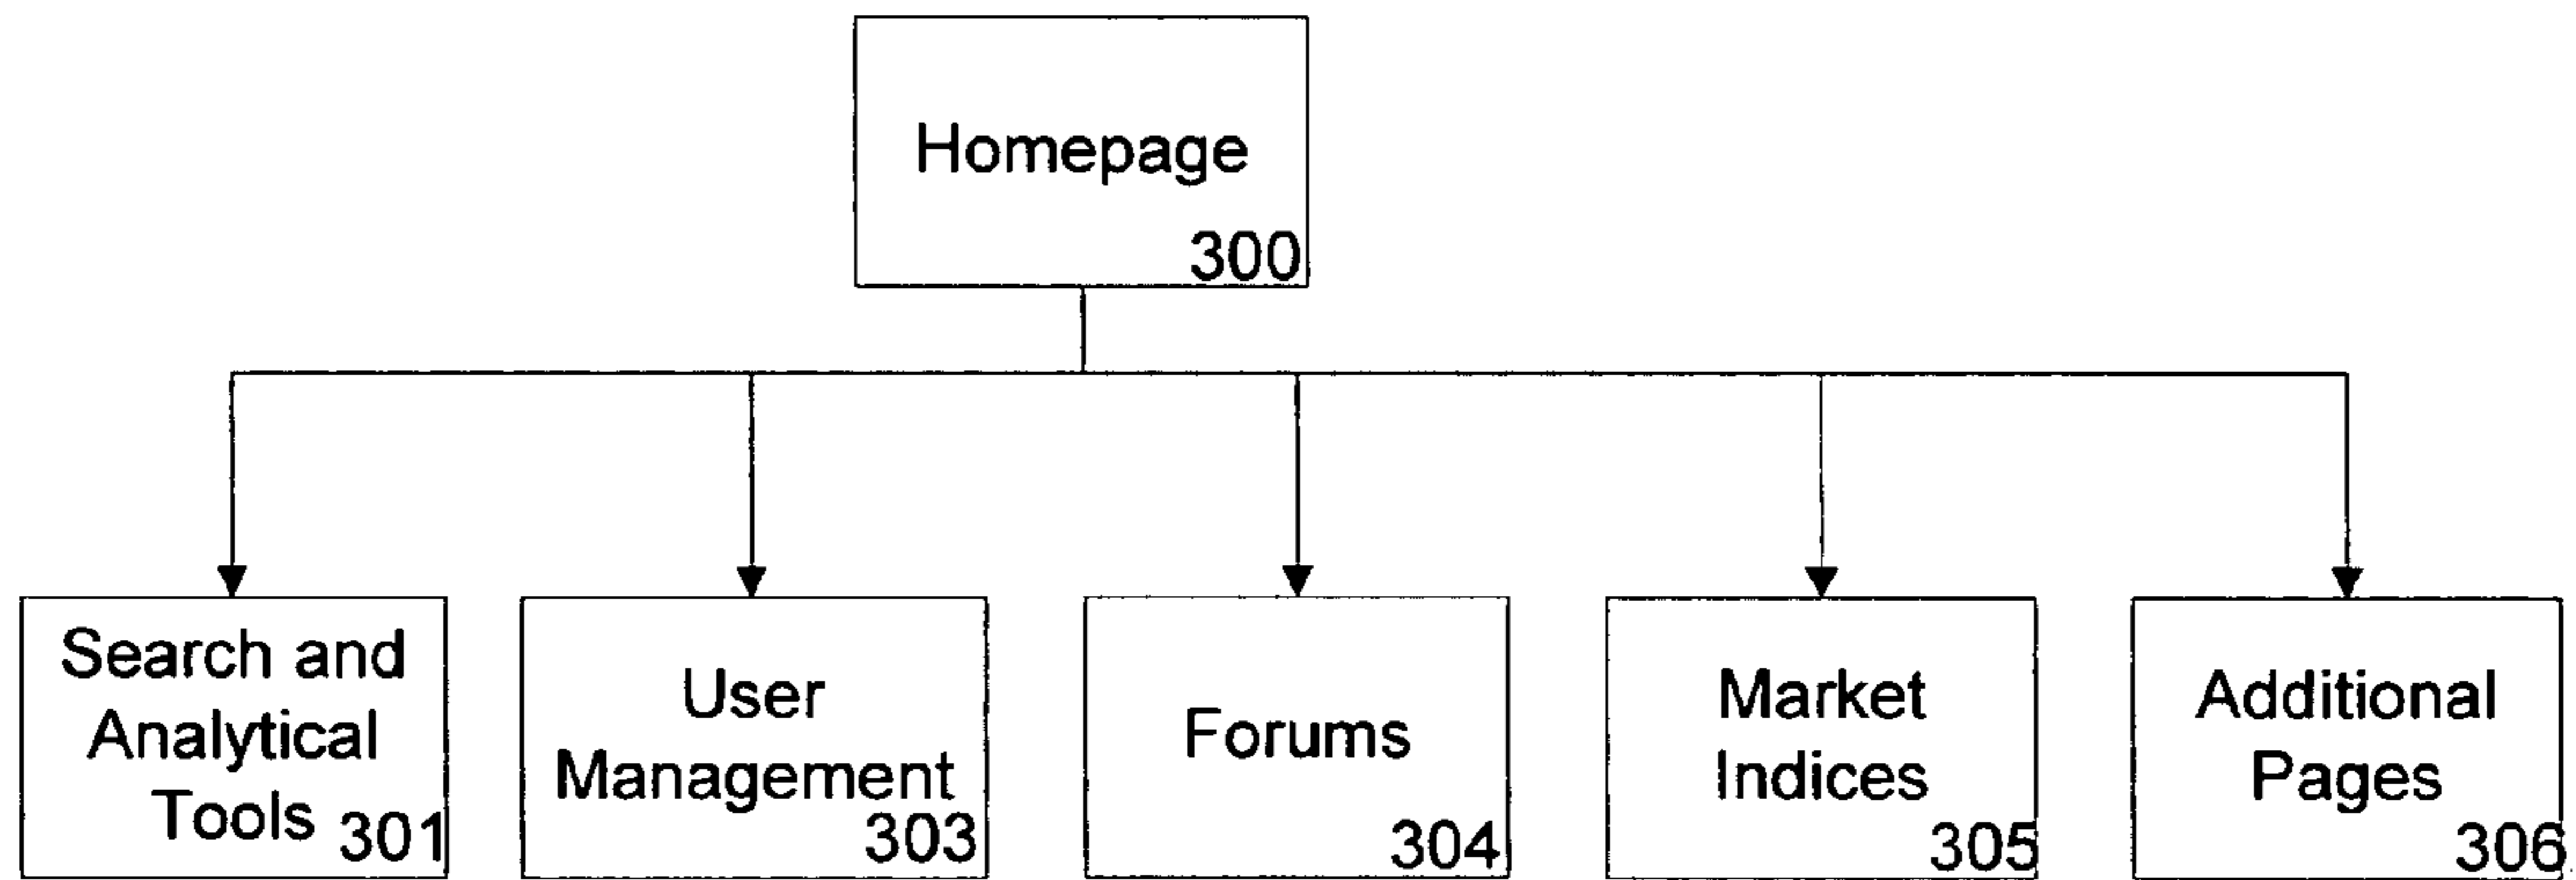 Homepage
300
Search and
Analytical
Tools 301
User
Management
303
Forums
304
Market
Indices
305
Additional
Pages
306